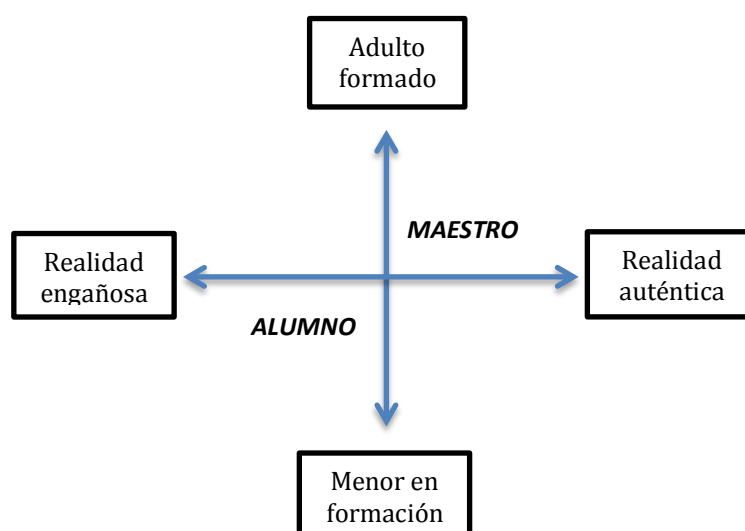 Adulto
formado
MAESTRO
Realidad
engañosa
Realidad
auténtica
ALUMNO
Menor en
formación